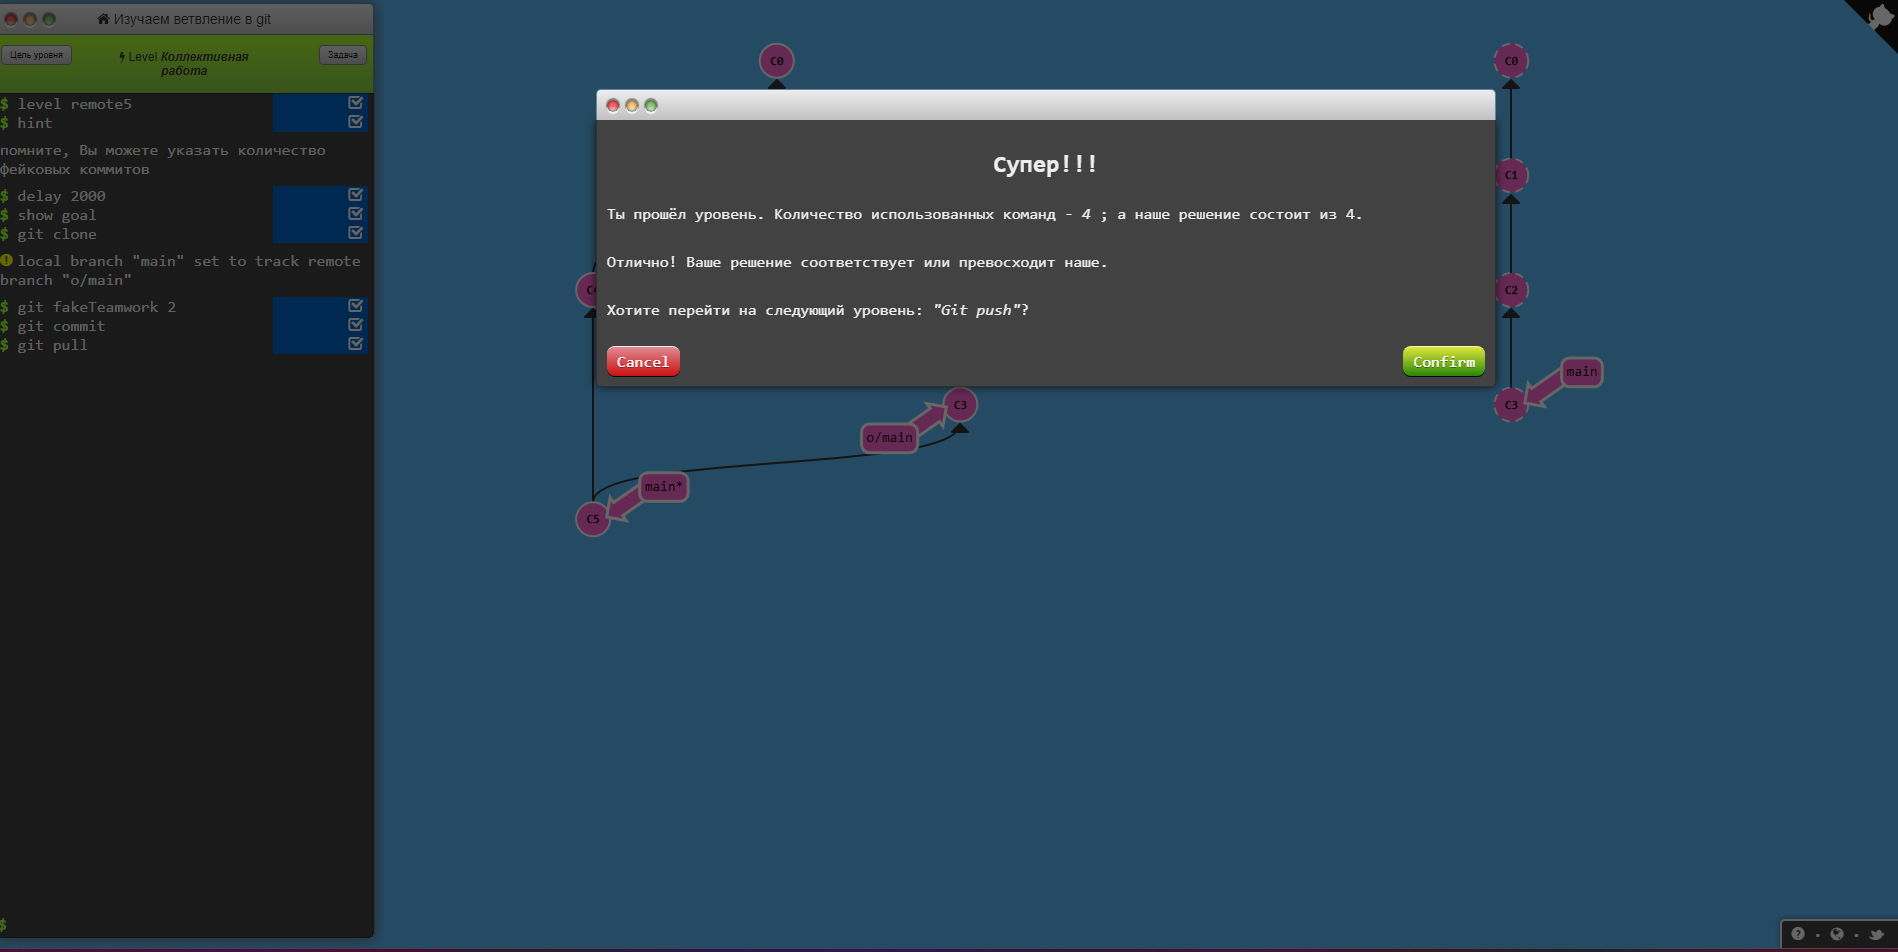 Изучаем ветвление в git
Цель уровня
Level Коллективная
работа
Задача
$ level remote5
$ hint
помните, Вы можете указать количество
фейковых коммитов
$ delay 2000
$ show goal
$ git clone
local branch "main" set to track remote
branch "o/main"
$ git fakeTeamwork 2
$ git commit
$ git pull
$
C0
Супер!!!
Ты прошёл уровень. Количество использованных команд - 4 ; а наше решение состоит из 4.
Отлично! Ваше решение соответствует или превосходит наше.
Хотите перейти на следующий уровень: "Git push"?
Cancel
Confirm
C3
o/main
main*
C5
C0
C1
C2
main
C3